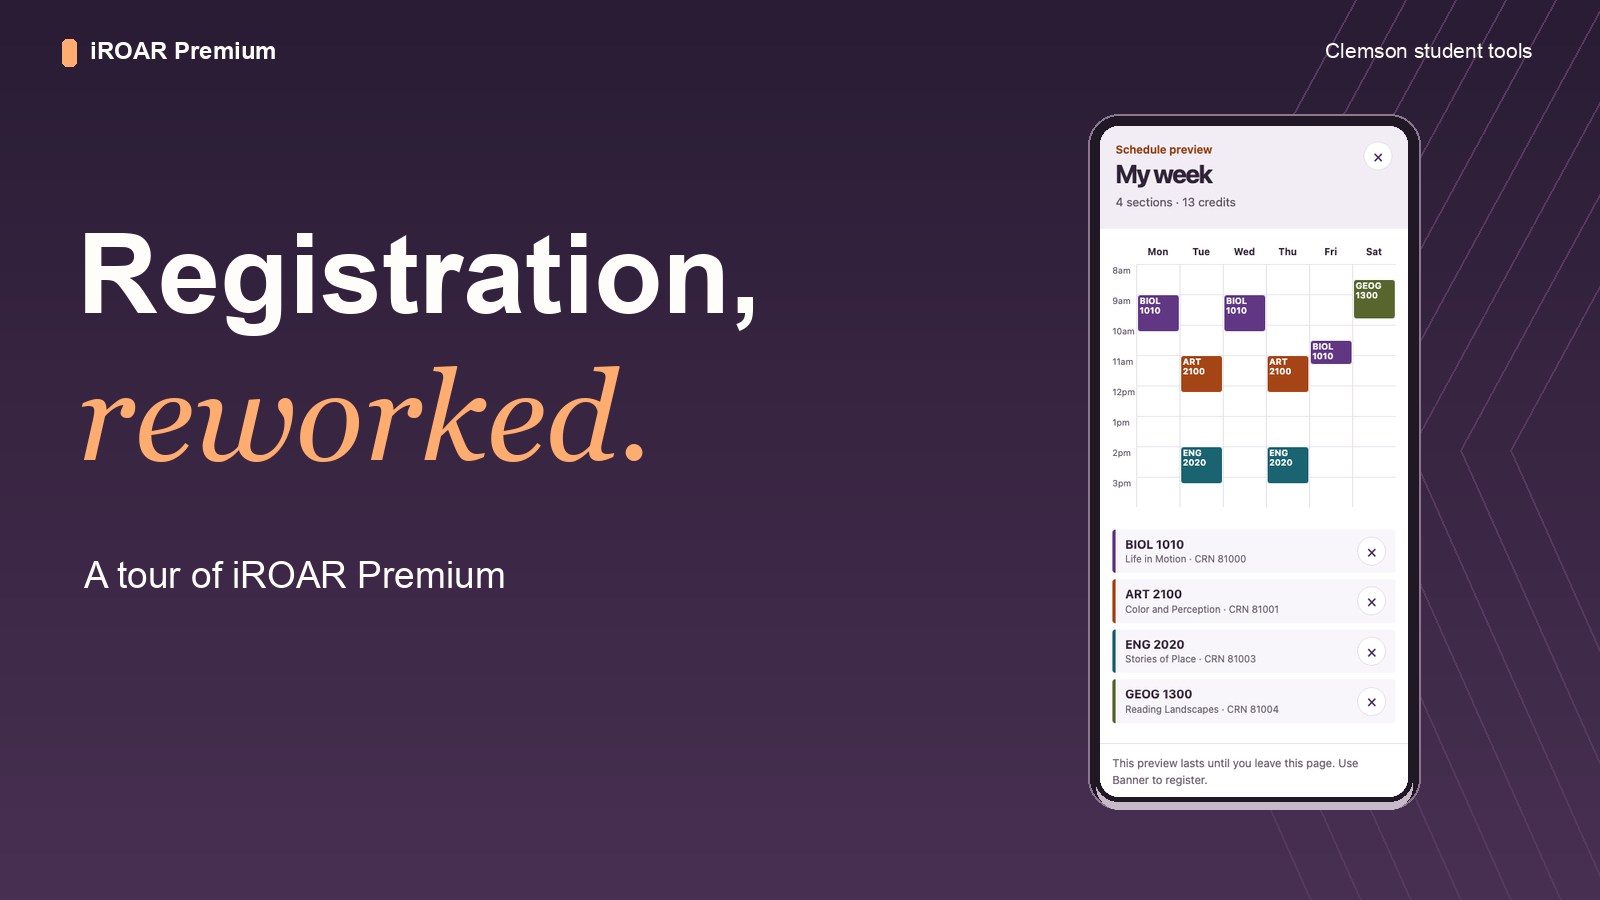 iROAR Premium
Clemson student tools
Registration,
reworked.
A tour of iROAR Premium
Schedule preview
My week
4 sections · 13 credits
×
Mon Tue Wed Thu Fri Sat
8am
GEOG
1300
9am
BIOL
1010
BIOL
1010
10am
BIOL
1010
11am
ART
2100
ART
2100
12pm
1pm
2pm
ENG
2020
ENG
2020
3pm
BIOL 1010
Life in Motion · CRN 81000
×
ART 2100
Color and Perception · CRN 81001
×
ENG 2020
Stories of Place · CRN 81003
×
GEOG 1300
Reading Landscapes · CRN 81004
×
This preview lasts until you leave this page. Use
Banner to register.